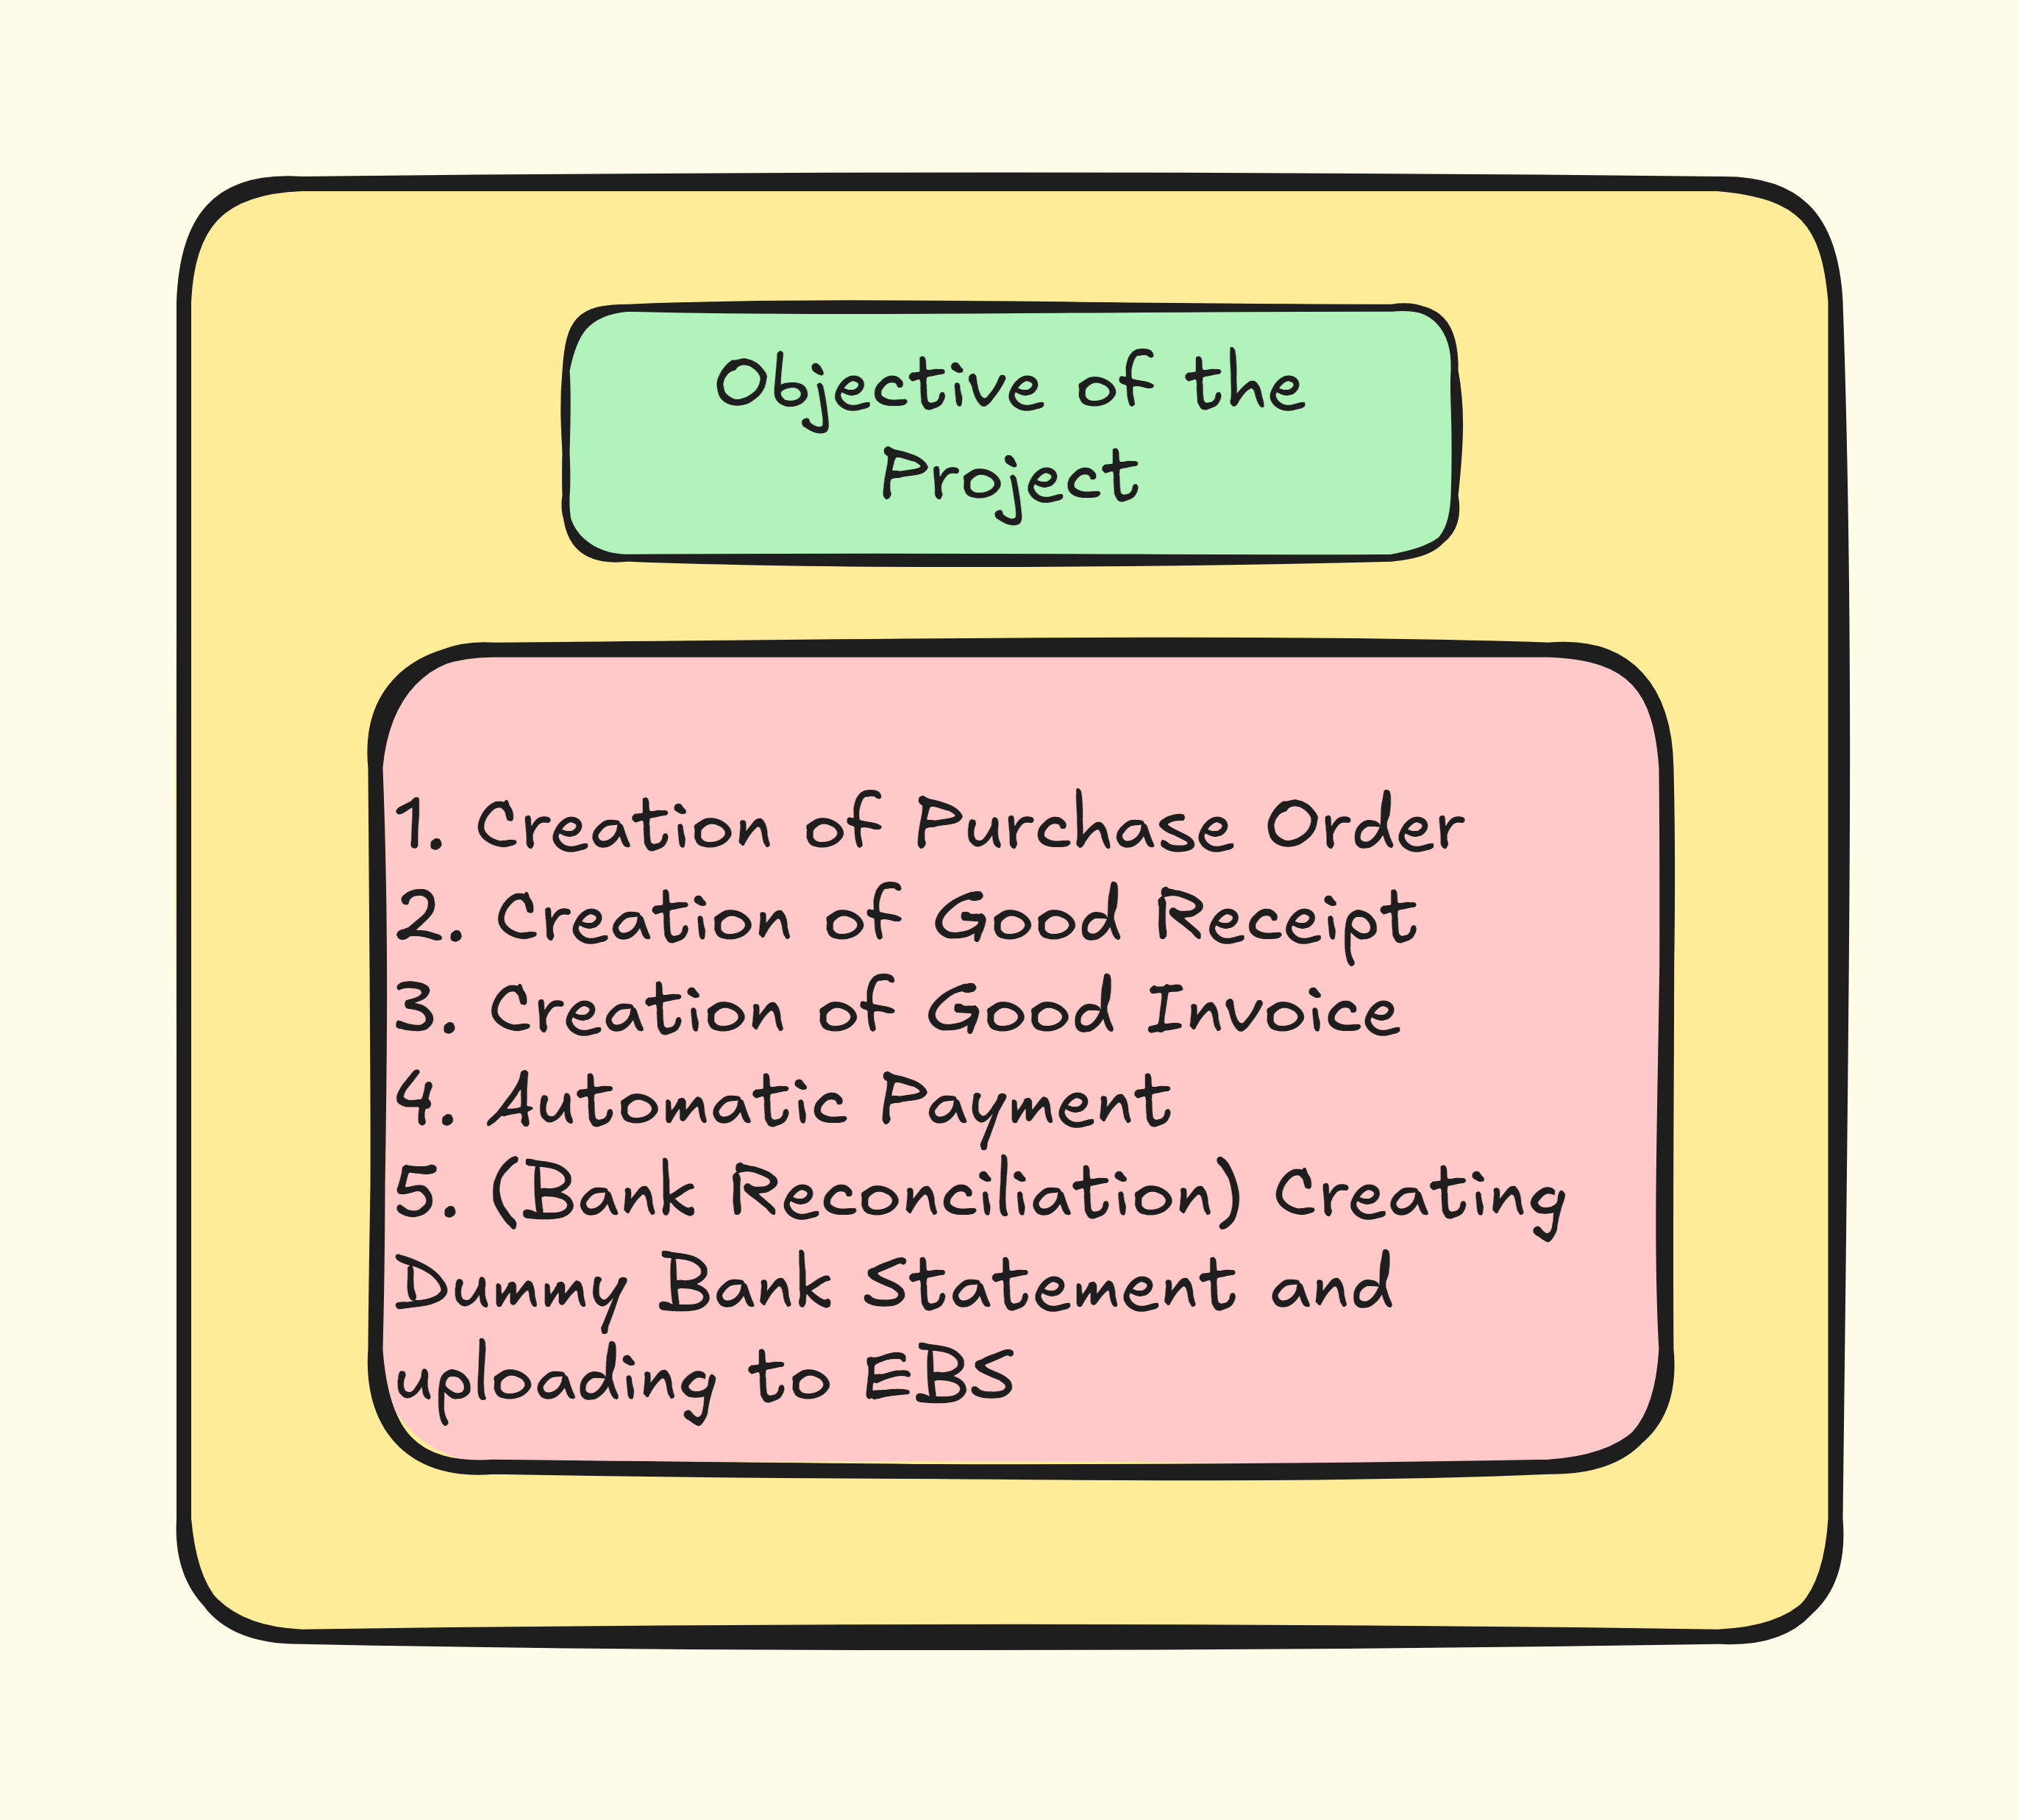 Objective of the
Project
1. Creation of Purchase Order
2. Creation of Good Receipt
3. Creation of Good Invoice
4. Automatic Payment
5. (Bank Reconciliation) Creating
Dummy Bank Statement and
uploading to EBS